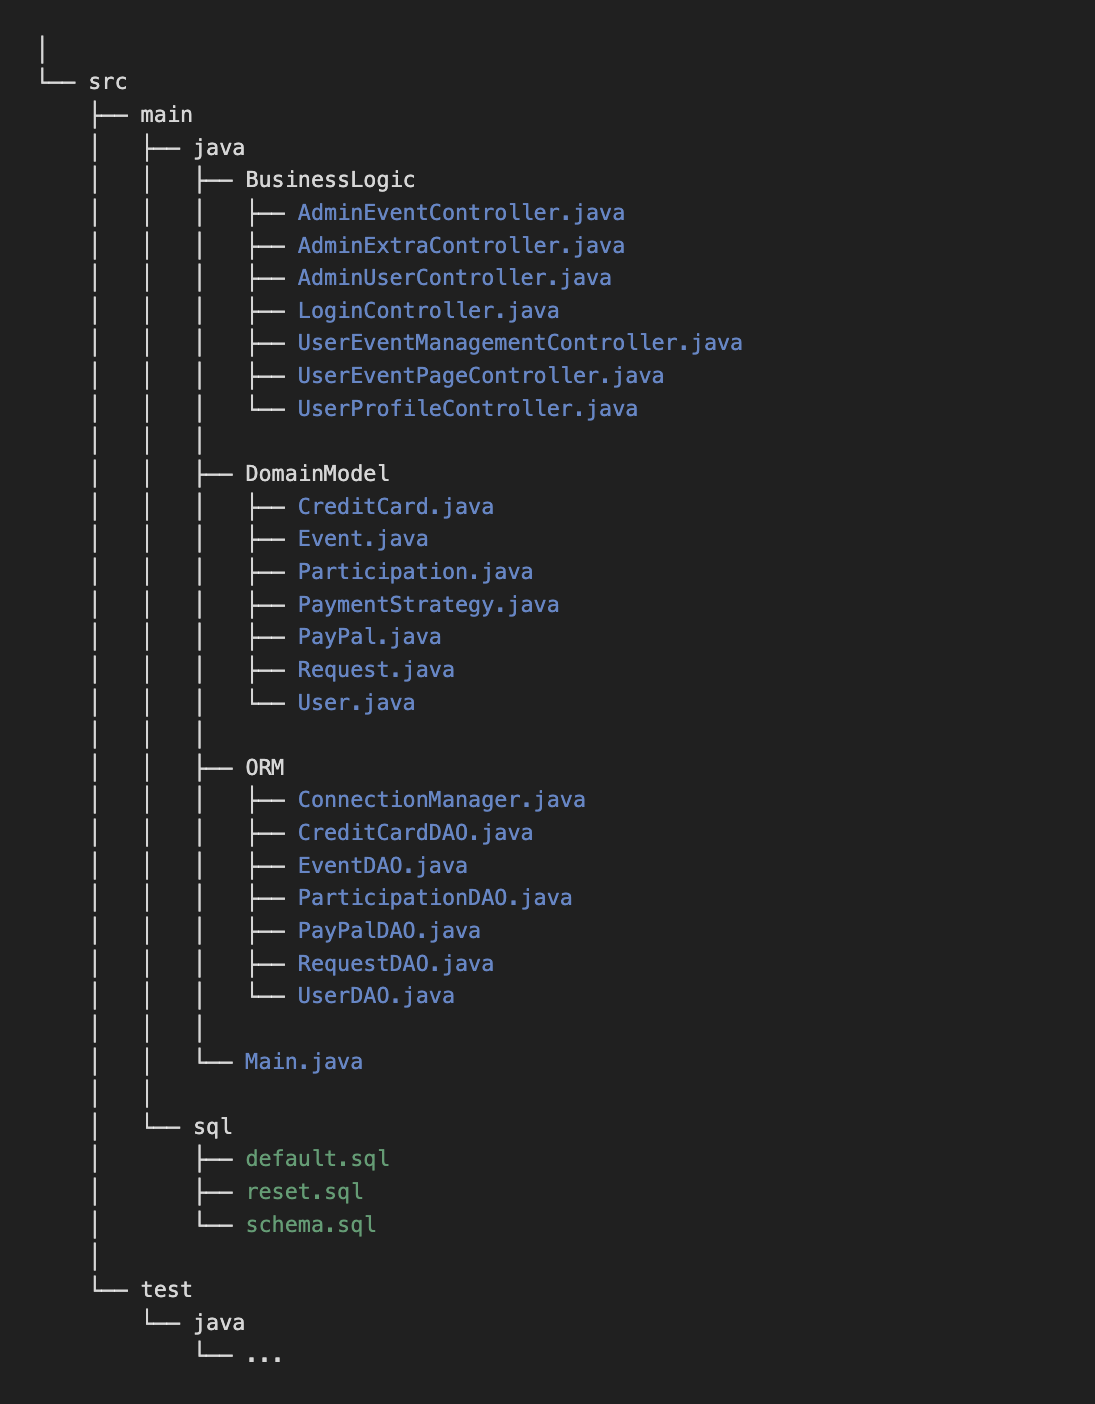 │
└── src
    ├── main
    │   ├── java
    │   │   ├── BusinessLogic
    │   │   │   ├── AdminEventController.java
    │   │   │   ├── AdminExtraController.java
    │   │   │   ├── AdminUserController.java
    │   │   │   ├── LoginController.java
    │   │   │   ├── UserEventManagementController.java
    │   │   │   ├── UserEventPageController.java
    │   │   │   └── UserProfileController.java
    │   │   │
    │   │   ├── DomainModel
    │   │   │   ├── CreditCard.java
    │   │   │   ├── Event.java
    │   │   │   ├── Participation.java
    │   │   │   ├── PaymentStrategy.java
    │   │   │   ├── PayPal.java
    │   │   │   ├── Request.java
    │   │   │   └── User.java
    │   │   │
    │   │   ├── ORM
    │   │   │   ├── ConnectionManager.java
    │   │   │   ├── CreditCardDAO.java
    │   │   │   ├── EventDAO.java
    │   │   │   ├── ParticipationDAO.java
    │   │   │   ├── PayPalDAO.java
    │   │   │   ├── RequestDAO.java
    │   │   │   └── UserDAO.java
    │   │   │
    │   │   └── Main.java
    │   │
    │   └── sql
    │       ├── default.sql
    │       ├── reset.sql
    │       └── schema.sql
    │
    └── test
        └── java
            └── ...